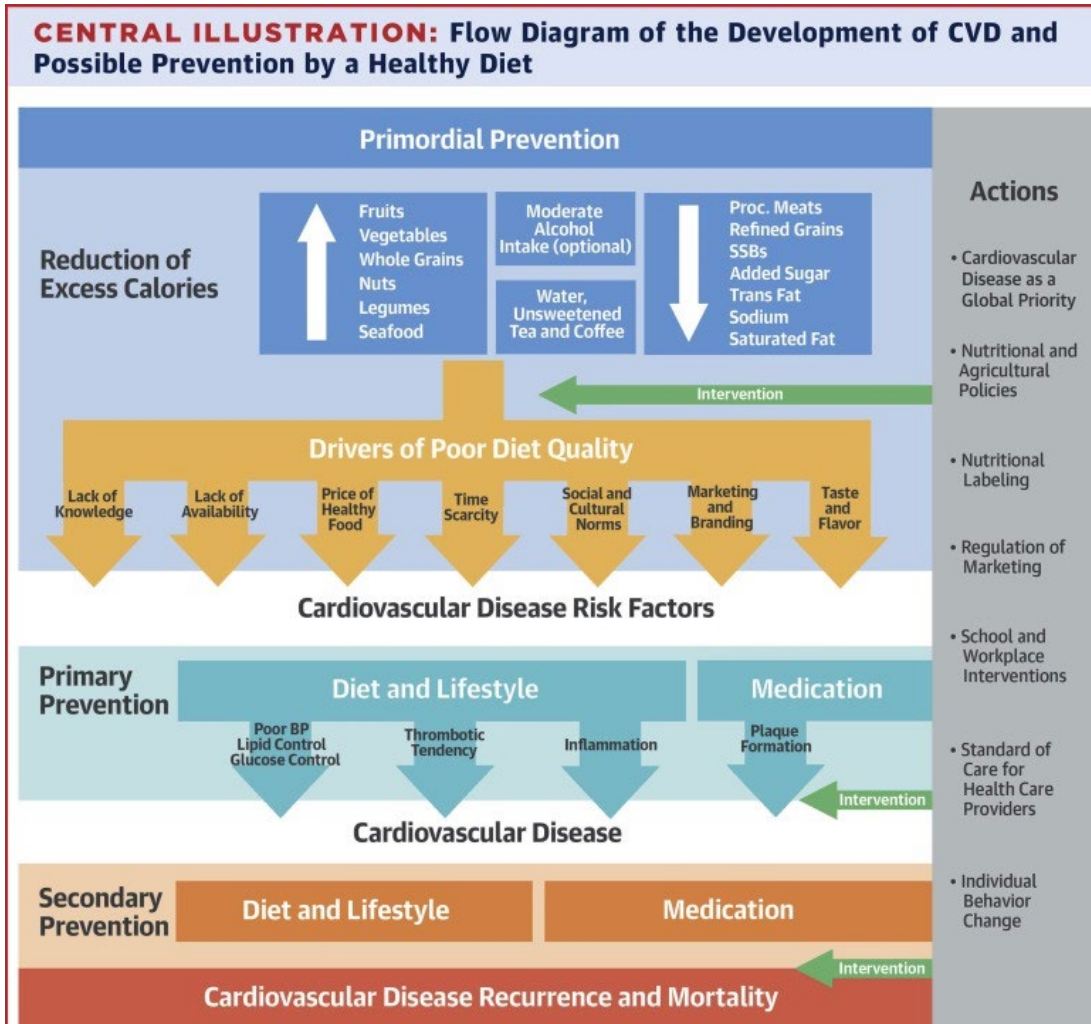 CENTRAL ILLUSTRATION: Flow Diagram of the Development of CVD and
Possible Prevention by a Healthy Diet
Primordial Prevention
Reduction of
Excess Calories
Fruits
Vegetables
Whole Grains
Nuts
Legumes
Seafood
Moderate
Alcohol
Intake (optional)
Water,
Unsweetened
Tea and Coffee
Proc. Meats
Refined Grains
SSBs
Added Sugar
Trans Fat
Sodium
Saturated Fat
Intervention
Drivers of Poor Diet Quality
Lack of
Knowledge
Lack of
Availability
Price of
Healthy
Food
Time
Scarcity
Social and
Cultural
Norms
Marketing
and
Branding
Taste
and
Flavor
Cardiovascular Disease Risk Factors
Primary
Prevention
Diet and Lifestyle
Medication
Poor BP
Lipid Control
Glucose Control
Thrombotic
Tendency
Inflammation
Plaque
Formation
Intervention
Cardiovascular Disease
Secondary
Prevention
Diet and Lifestyle
Medication
Intervention
Cardiovascular Disease Recurrence and Mortality
Actions
• Cardiovascular
Disease as a
Global Priority
• Nutritional and
Agricultural
Policies
• Nutritional
Labeling
• Regulation of
Marketing
• School and
Workplace
Interventions
• Standard of
Care for
Health Care
Providers
• Individual
Behavior
Change